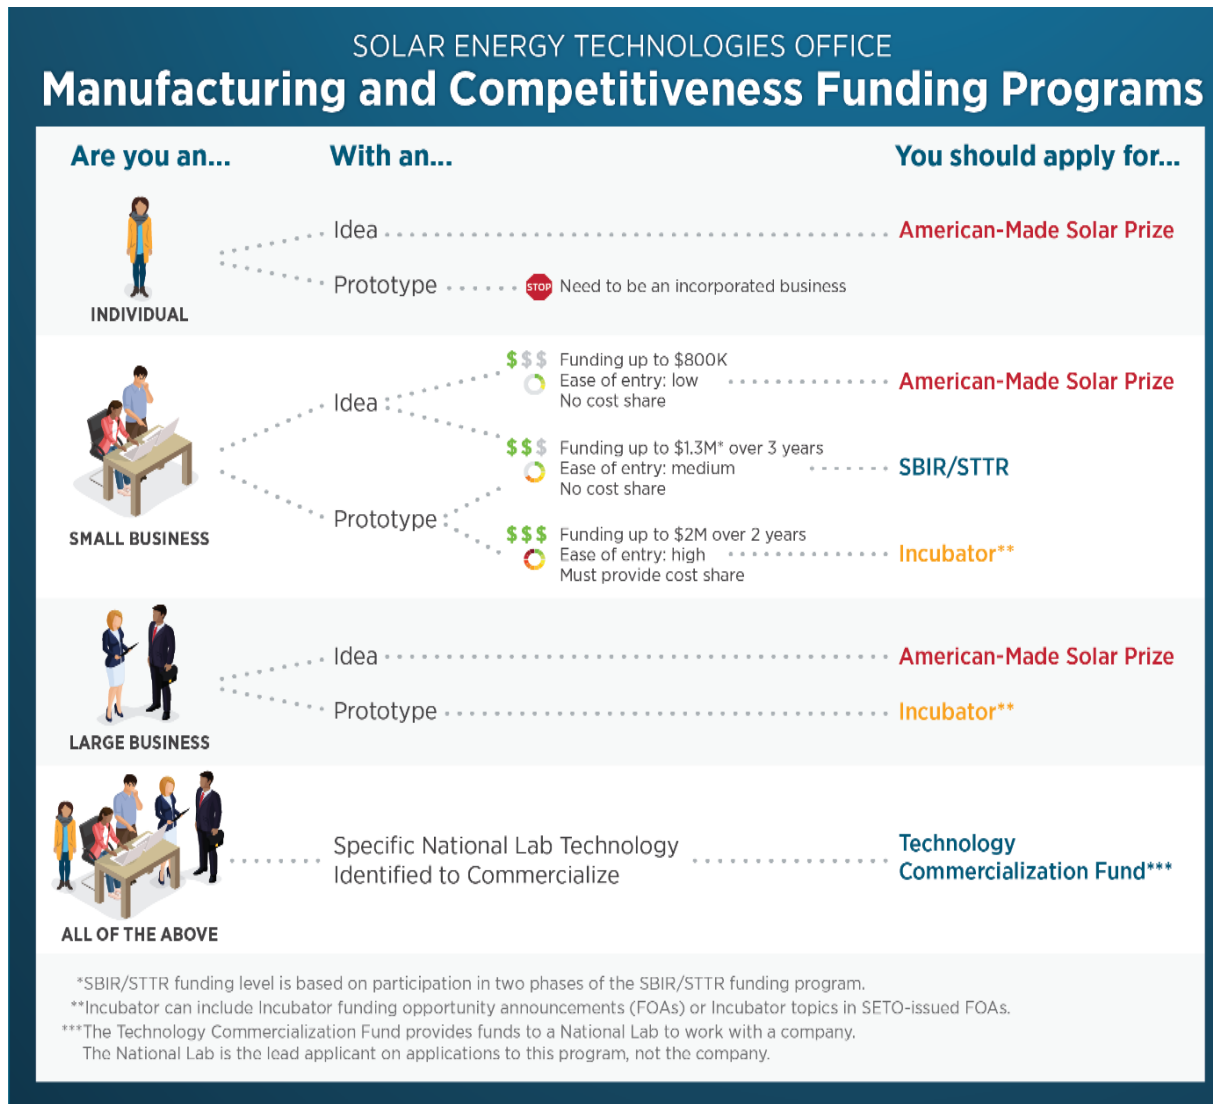 SOLAR ENERGY TECHNOLOGIES OFFICE
Manufacturing and Competitiveness Funding Programs
Are you an...
With an...
You should apply for...
INDIVIDUAL
Idea
American-Made Solar Prize
Prototype
STOP
Need to be an incorporated business
SMALL BUSINESS
Idea
$$$
Funding up to $800K
Ease of entry: low
No cost share
American-Made Solar Prize
$$$
Funding up to $1.3M* over 3 years
Ease of entry: medium
No cost share
SBIR/STTR
Prototype
$$$
Funding up to $2M over 2 years
Ease of entry: high
Must provide cost share
Incubator**
LARGE BUSINESS
Idea
American-Made Solar Prize
Prototype
Incubator**
ALL OF THE ABOVE
Specific National Lab Technology
Identified to Commercialize
Technology
Commercialization Fund***
*SBIR/STTR funding level is based on participation in two phases of the SBIR/STTR funding program.
**Incubator can include Incubator funding opportunity announcements (FOAs) or Incubator topics in SETO-issued FOAs.
***The Technology Commercialization Fund provides funds to a National Lab to work with a company.
The National Lab is the lead applicant on applications to this program, not the company.